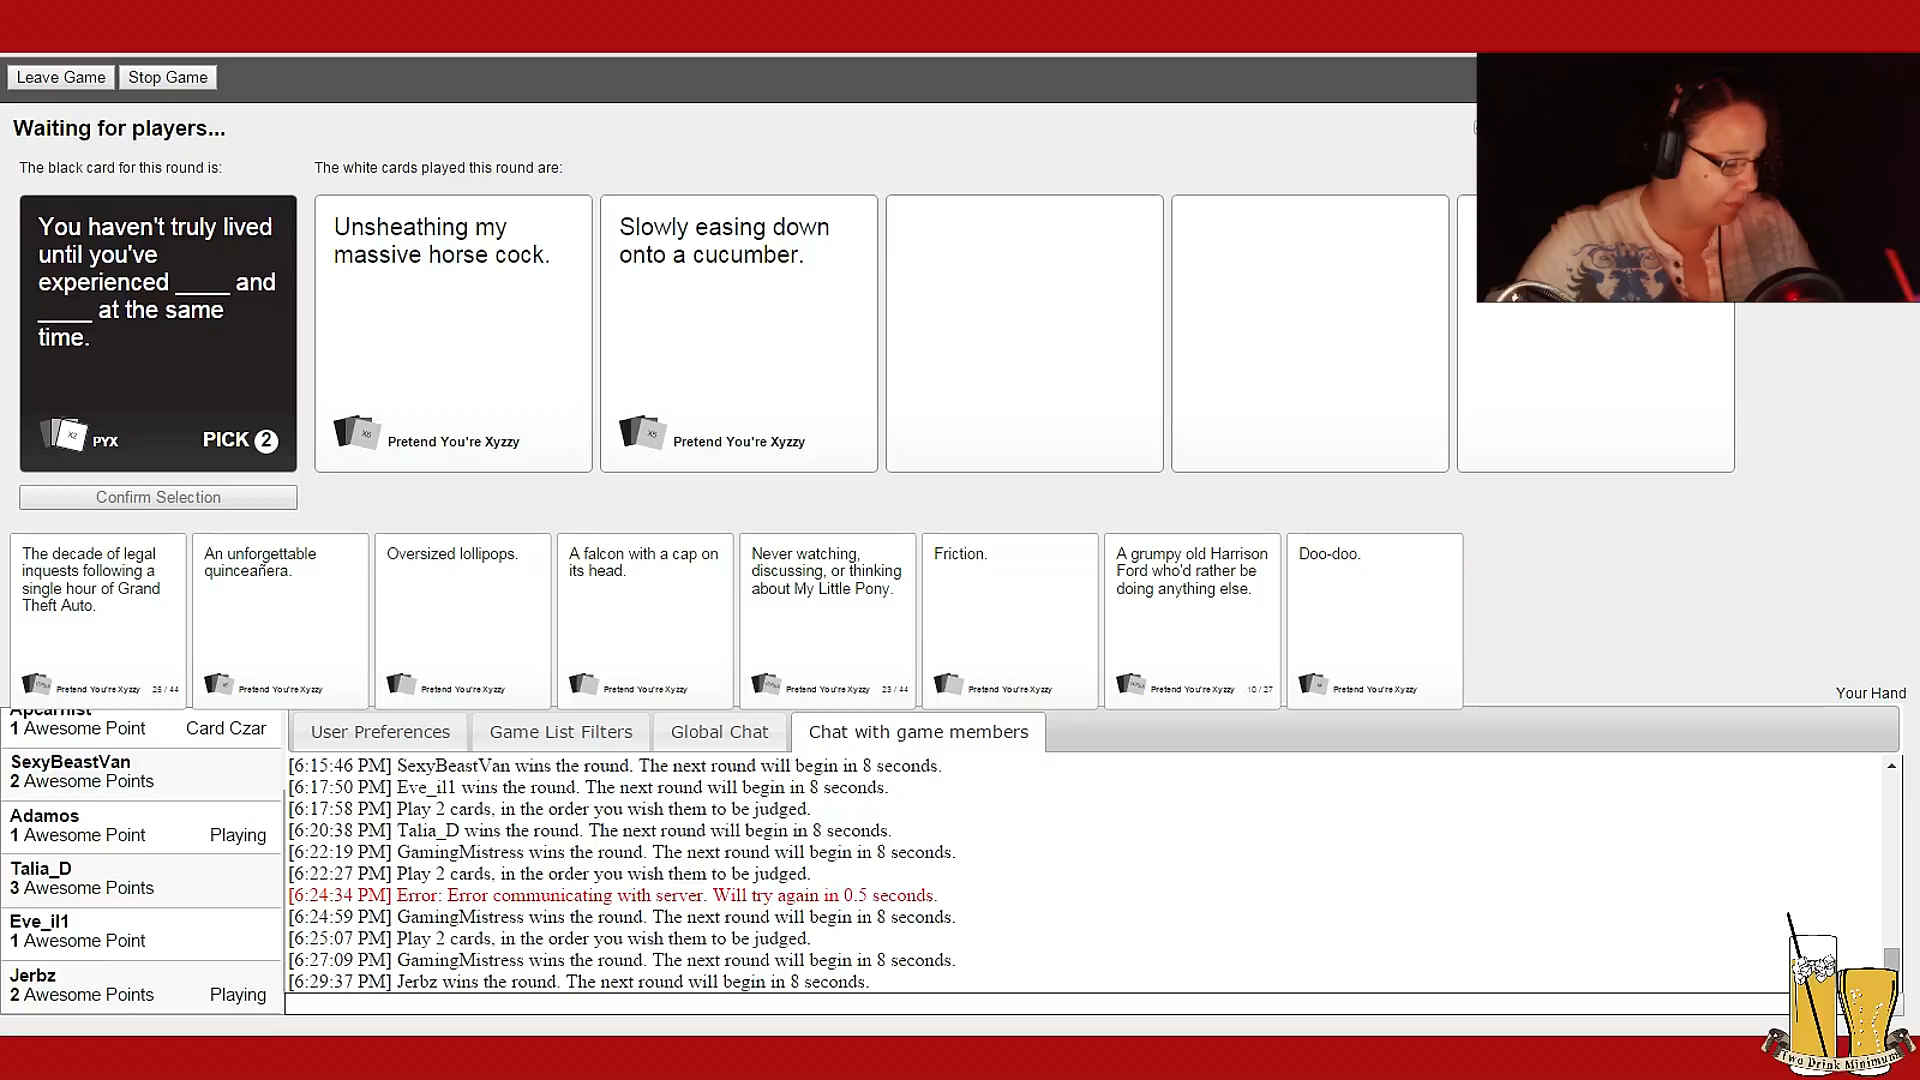 Leave Game
Stop Game
Waiting for players...
The black card for this round is:
The white cards played this round are:
You haven't truly lived
until you've
experienced ____ and
____ at the same
time.
X2
PYX
PICK 2
Unsheathing my
massive horse cock.
Pretend You're Xyzzy
Slowly easing down
onto a cucumber.
Pretend You're Xyzzy
Confirm Selection
The decade of legal
inquests following a
single hour of Grand
Theft Auto.
Pretend You're Xyzzy 25 / 44
An unforgettable
quinceañera.
Pretend You're Xyzzy
Oversized lollipops.
Pretend You're Xyzzy
A falcon with a cap on
its head.
Pretend You're Xyzzy
Never watching,
discussing, or thinking
about My Little Pony.
Pretend You're Xyzzy 23 / 44
Friction.
Pretend You're Xyzzy
A grumpy old Harrison
Ford who'd rather be
doing anything else.
Pretend You're Xyzzy 10 / 27
Doo-doo.
Pretend You're Xyzzy
Your Hand
Apcarnist
1 Awesome Point Card Czar
SexyBeastVan
2 Awesome Points
Adamos
1 Awesome Point Playing
Talia_D
3 Awesome Points
Eve_il1
1 Awesome Point
Jerbz
2 Awesome Points Playing
User Preferences
Game List Filters
Global Chat
Chat with game members
[6:15:46 PM] SexyBeastVan wins the round. The next round will begin in 8 seconds.
[6:17:50 PM] Eve_il1 wins the round. The next round will begin in 8 seconds.
[6:17:58 PM] Play 2 cards, in the order you wish them to be judged.
[6:20:38 PM] Talia_D wins the round. The next round will begin in 8 seconds.
[6:22:19 PM] GamingMistress wins the round. The next round will begin in 8 seconds.
[6:22:27 PM] Play 2 cards, in the order you wish them to be judged.
[6:24:34 PM] Error: Error communicating with server. Will try again in 0.5 seconds.
[6:24:59 PM] GamingMistress wins the round. The next round will begin in 8 seconds.
[6:25:07 PM] Play 2 cards, in the order you wish them to be judged.
[6:27:09 PM] GamingMistress wins the round. The next round will begin in 8 seconds.
[6:29:37 PM] Jerbz wins the round. The next round will begin in 8 seconds.
Two Drink Minimum